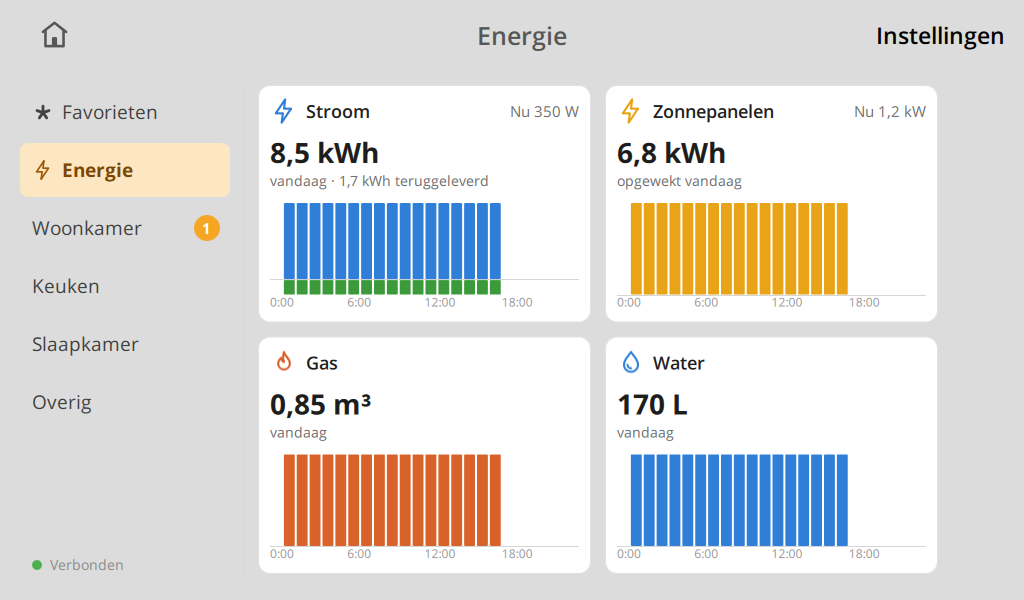 Energie
Instellingen
Favorieten
Energie
Woonkamer
1
Keuken
Slaapkamer
Overig
Verbonden
Stroom
Nu 350 W
8,5 kWh
vandaag · 1,7 kWh teruggeleverd
0:00 6:00 12:00 18:00
Zonnepanelen
Nu 1,2 kW
6,8 kWh
opgewekt vandaag
0:00 6:00 12:00 18:00
Gas
0,85 m³
vandaag
0:00 6:00 12:00 18:00
Water
170 L
vandaag
0:00 6:00 12:00 18:00